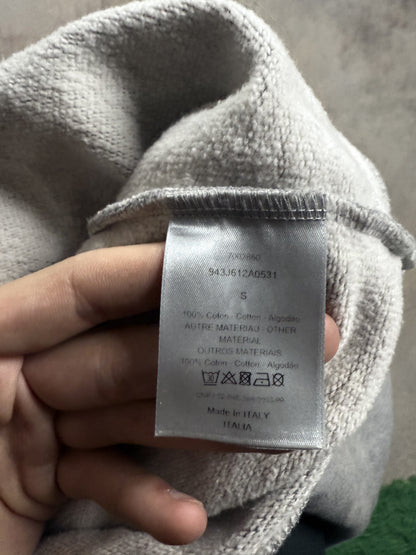 943J612A0531
S
100% Coton - Cotton - Algodão
AUTRE MATERIAU - OTHER
MATERIAL
OUTROS MATERIAIS
100% Coton - Cotton - Algodão
Made in ITALY
ITALIA